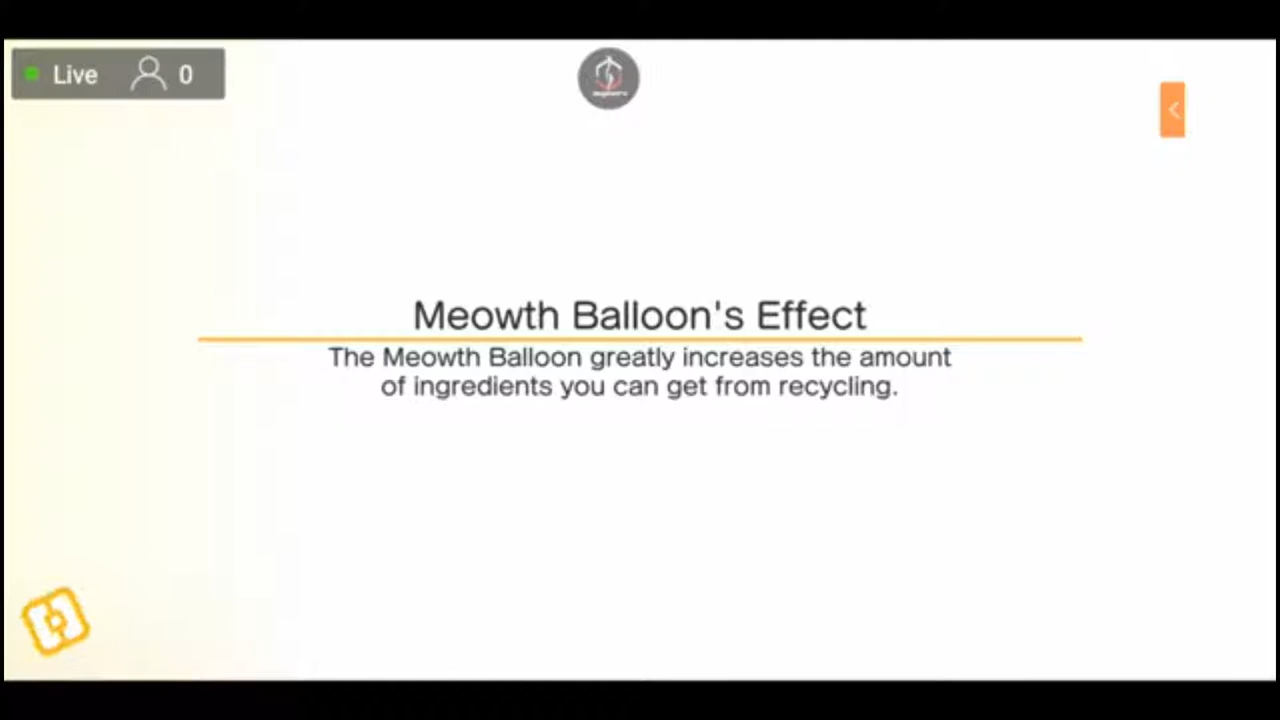 Live 0
Meowth Balloon's Effect
The Meowth Balloon greatly increases the amount
of ingredients you can get from recycling.